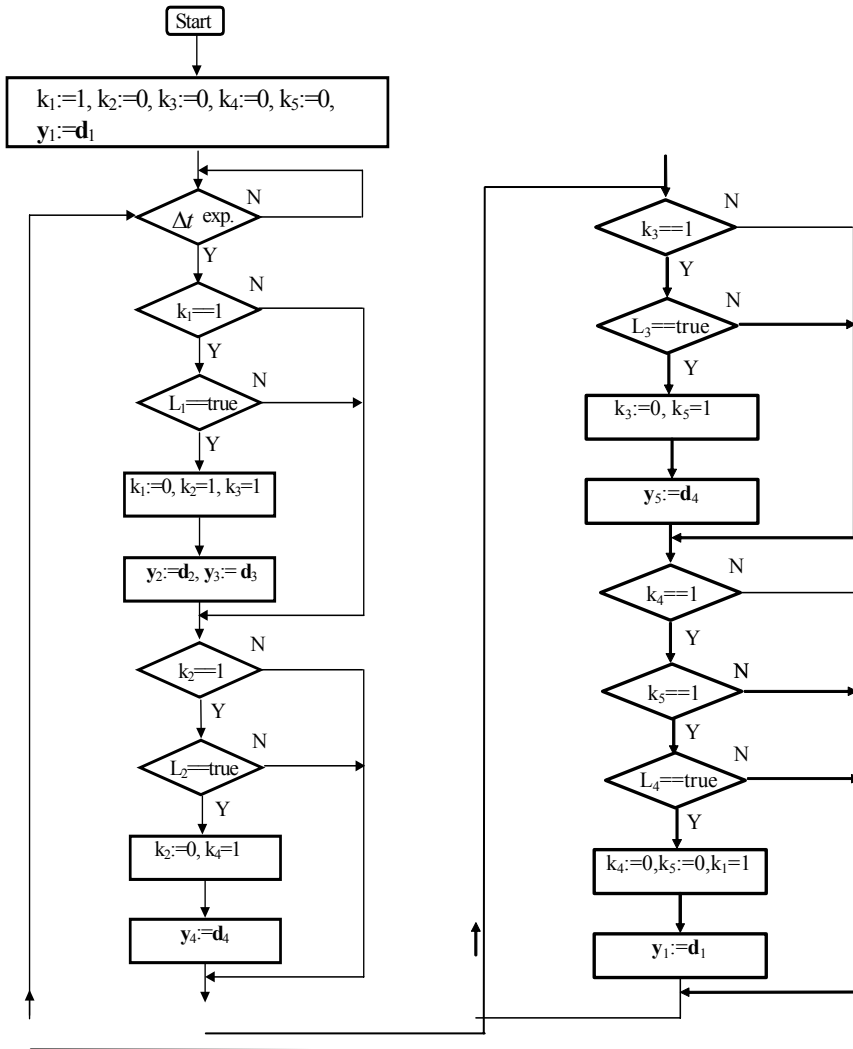 Start
k₁:=1, k₂:=0, k₃:=0, k₄:=0, k₅:=0,
y₁:=d₁
N
Δt exp.
Y
N
k₁==1
Y
N
L₁==true
Y
k₁:=0, k₂=1, k₃=1
y₂:=d₂, y₃:= d₃
N
k₂==1
Y
N
L₂==true
Y
k₂:=0, k₄=1
y₄:=d₄
N
k₃==1
Y
N
L₃==true
Y
k₃:=0, k₅=1
y₅:=d₄
N
k₄==1
Y
N
k₅==1
Y
N
L₄==true
Y
k₄:=0,k₅:=0,k₁=1
y₁:=d₁